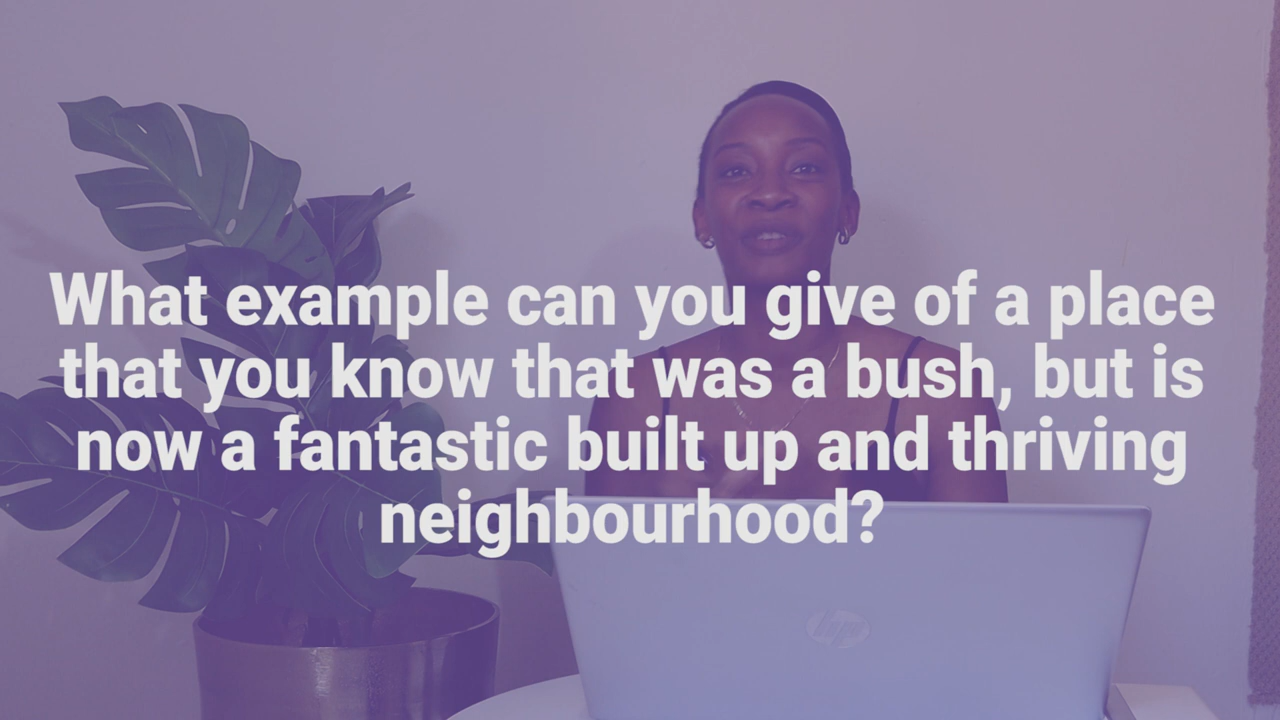 What example can you give of a place
that you know that was a bush, but is
now a fantastic built up and thriving
neighbourhood?
hp